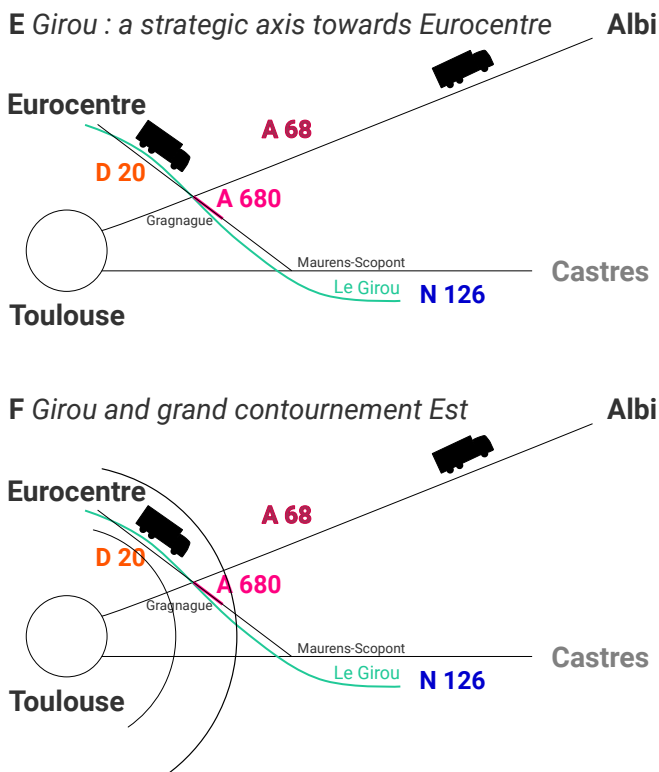 E Girou : a strategic axis towards Eurocentre Albi
Eurocentre
A 68
D 20
A 680
Gragnague
Maurens-Scopont
Castres
Le Girou N 126
Toulouse
F Girou and grand contournement Est Albi
Eurocentre
A 68
D 20
A 680
Gragnague
Maurens-Scopont
Castres
Le Girou N 126
Toulouse